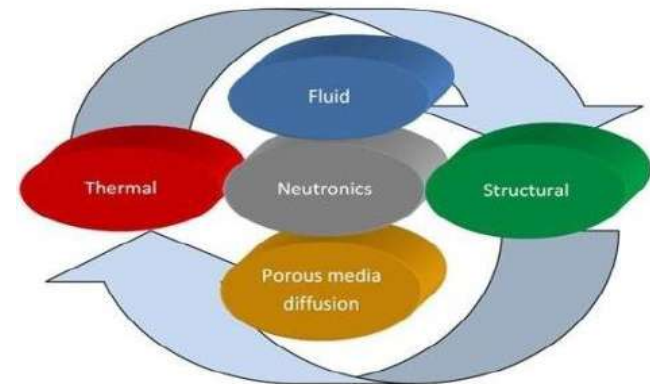 Fluid
Thermal
Neutronics
Structural
Porous media
diffusion